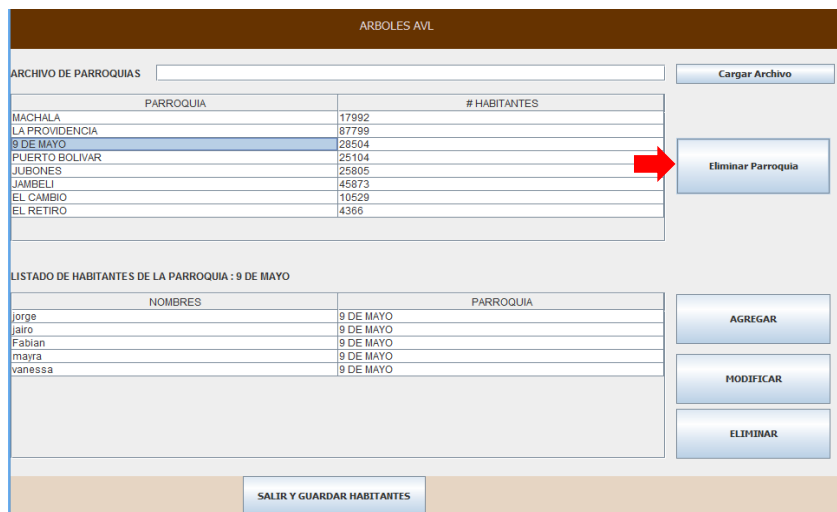 ARBOLES AVL
ARCHIVO DE PARROQUIAS Cargar Archivo
PARROQUIA # HABITANTES
MACHALA 17992
LA PROVIDENCIA 87799
9 DE MAYO 28504
PUERTO BOLIVAR 25104
JUBONES 25805
JAMBELI 45873
EL CAMBIO 10529
EL RETIRO 4366
Eliminar Parroquia
LISTADO DE HABITANTES DE LA PARROQUIA : 9 DE MAYO
NOMBRES PARROQUIA
jorge 9 DE MAYO
jairo 9 DE MAYO
Fabian 9 DE MAYO
mayra 9 DE MAYO
vanessa 9 DE MAYO
AGREGAR
MODIFICAR
ELIMINAR
SALIR Y GUARDAR HABITANTES